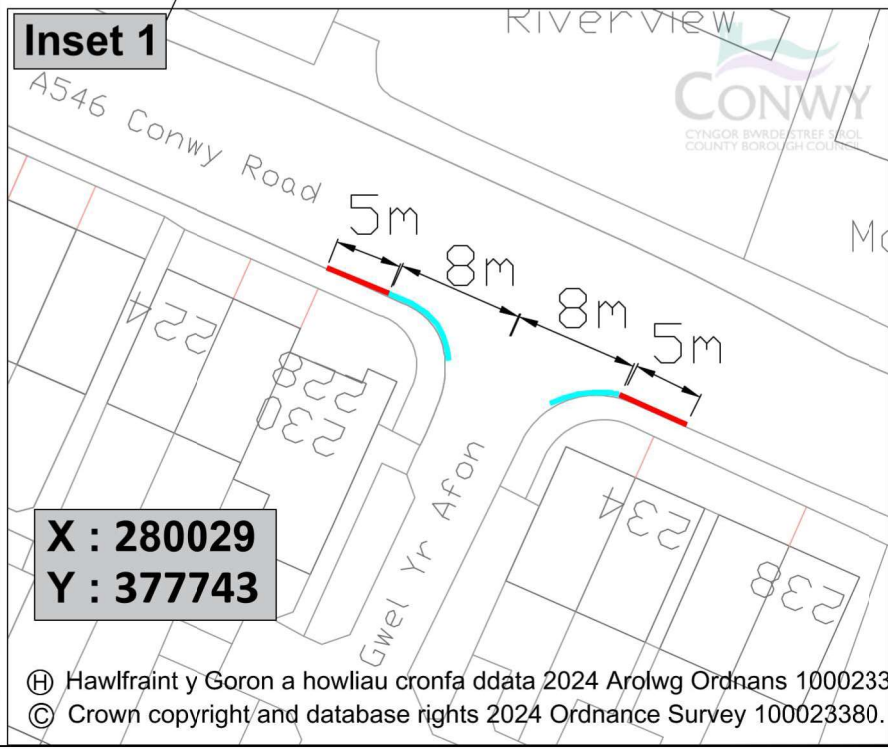 Inset 1
Riverview
CONWY
CYNGOR BWRDEISTREF SIROL
COUNTY BOROUGH COUNCIL
A546 Conwy Road
5m
8m
8m
5m
224
228
230
234
238
Gwel Yr Afon
X : 280029
Y : 377743
Ⓗ Hawlfraint y Goron a howliau cronfa ddata 2024 Arolwg Ordnans 1000233
© Crown copyright and database rights 2024 Ordnance Survey 100023380.